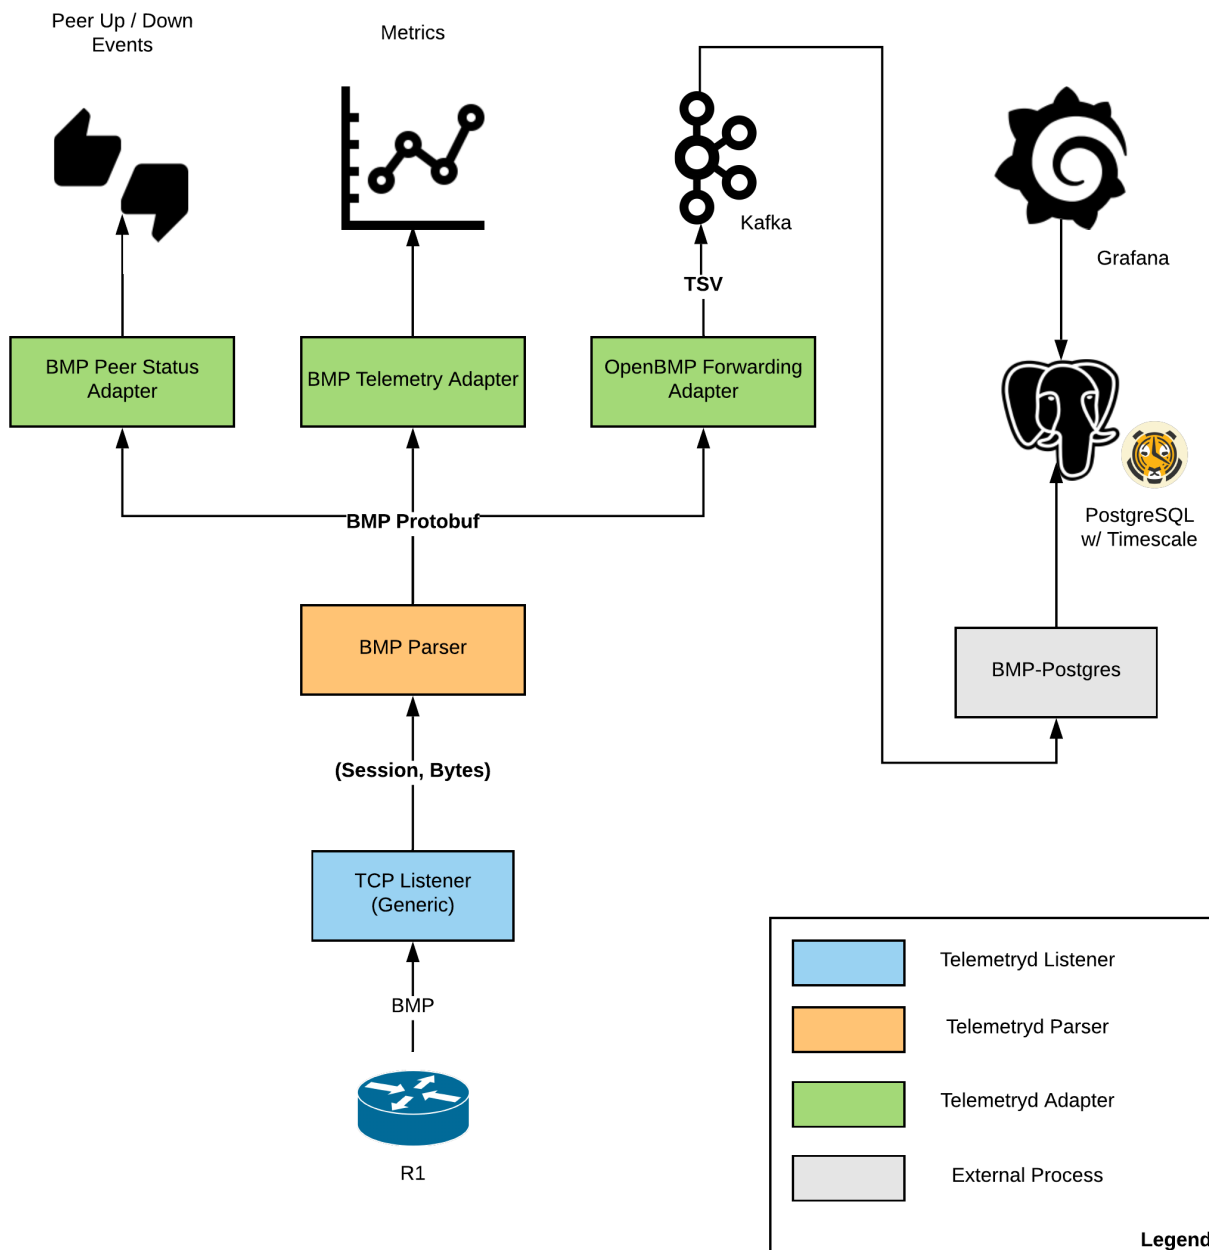 Peer Up / Down
Events
Metrics
Kafka
Grafana
TSV
BMP Peer Status
Adapter
BMP Telemetry Adapter
OpenBMP Forwarding
Adapter
BMP Protobuf
PostgreSQL
w/ Timescale
BMP Parser
BMP-Postgres
(Session, Bytes)
TCP Listener
(Generic)
BMP
R1
Telemetryd Listener
Telemetryd Parser
Telemetryd Adapter
External Process
Legend